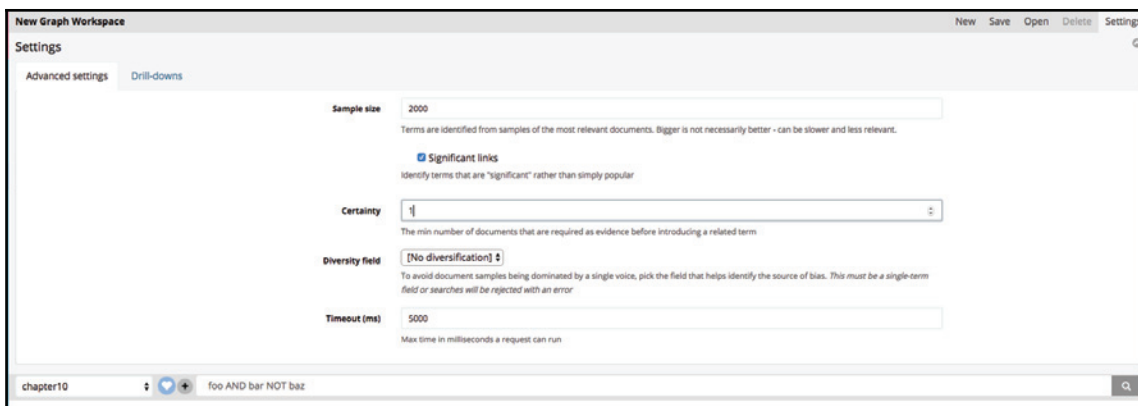 New Graph Workspace New Save Open Delete Setting
Settings
Advanced settings Drill-downs
Sample size 2000
Terms are identified from samples of the most relevant documents. Bigger is not necessarily better - can be slower and less relevant.
Significant links
Identify terms that are "significant" rather than simply popular
Certainty 1
The min number of documents that are required as evidence before introducing a related term
Diversity field [No diversification]
To avoid document samples being dominated by a single voice, pick the field that helps identify the source of bias. This must be a single-term
field or searches will be rejected with an error
Timeout (ms) 5000
Max time in milliseconds a request can run
chapter10 foo AND bar NOT baz